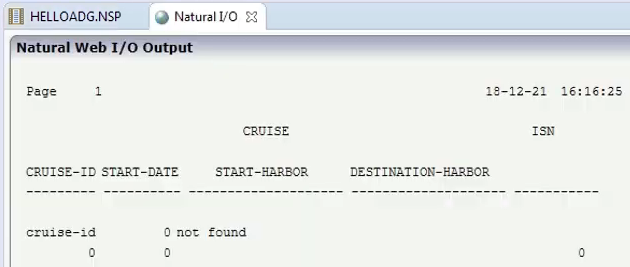 HELLOADG.NSP Natural I/O
Natural Web I/O Output
Page 1 18-12-21 16:16:25
CRUISE ISN
CRUISE-ID START-DATE START-HARBOR DESTINATION-HARBOR
--------- ---------- -------------------- -------------------- -----------
cruise-id 0 not found
0 0 0